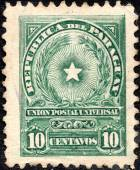 REPUBLICA DEL PARAGUAY
UNION POSTAL UNIVERSAL
10 CENTAVOS 10